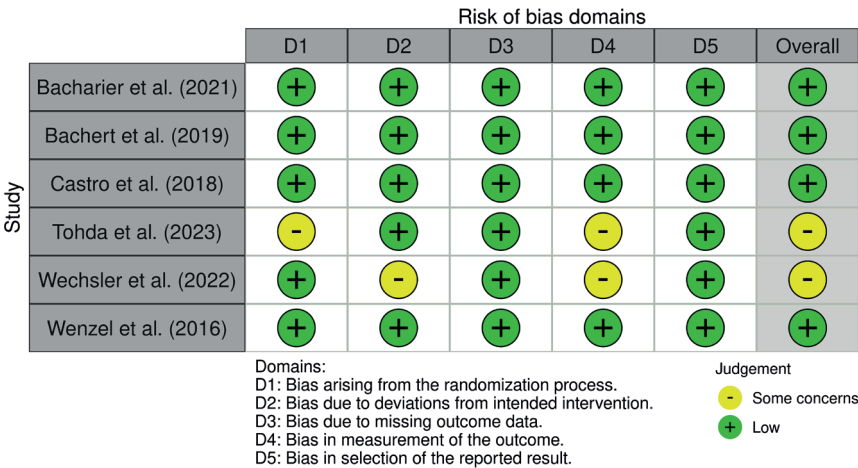 Risk of bias domains
D1 D2 D3 D4 D5 Overall
Study
Bacharier et al. (2021) + + + + + +
Bachert et al. (2019) + + + + + +
Castro et al. (2018) + + + + + +
Tohda et al. (2023) - + + - + -
Wechsler et al. (2022) + - + - + -
Wenzel et al. (2016) + + + + + +
Domains:
D1: Bias arising from the randomization process.
D2: Bias due to deviations from intended intervention.
D3: Bias due to missing outcome data.
D4: Bias in measurement of the outcome.
D5: Bias in selection of the reported result.
Judgement
- Some concerns
+ Low